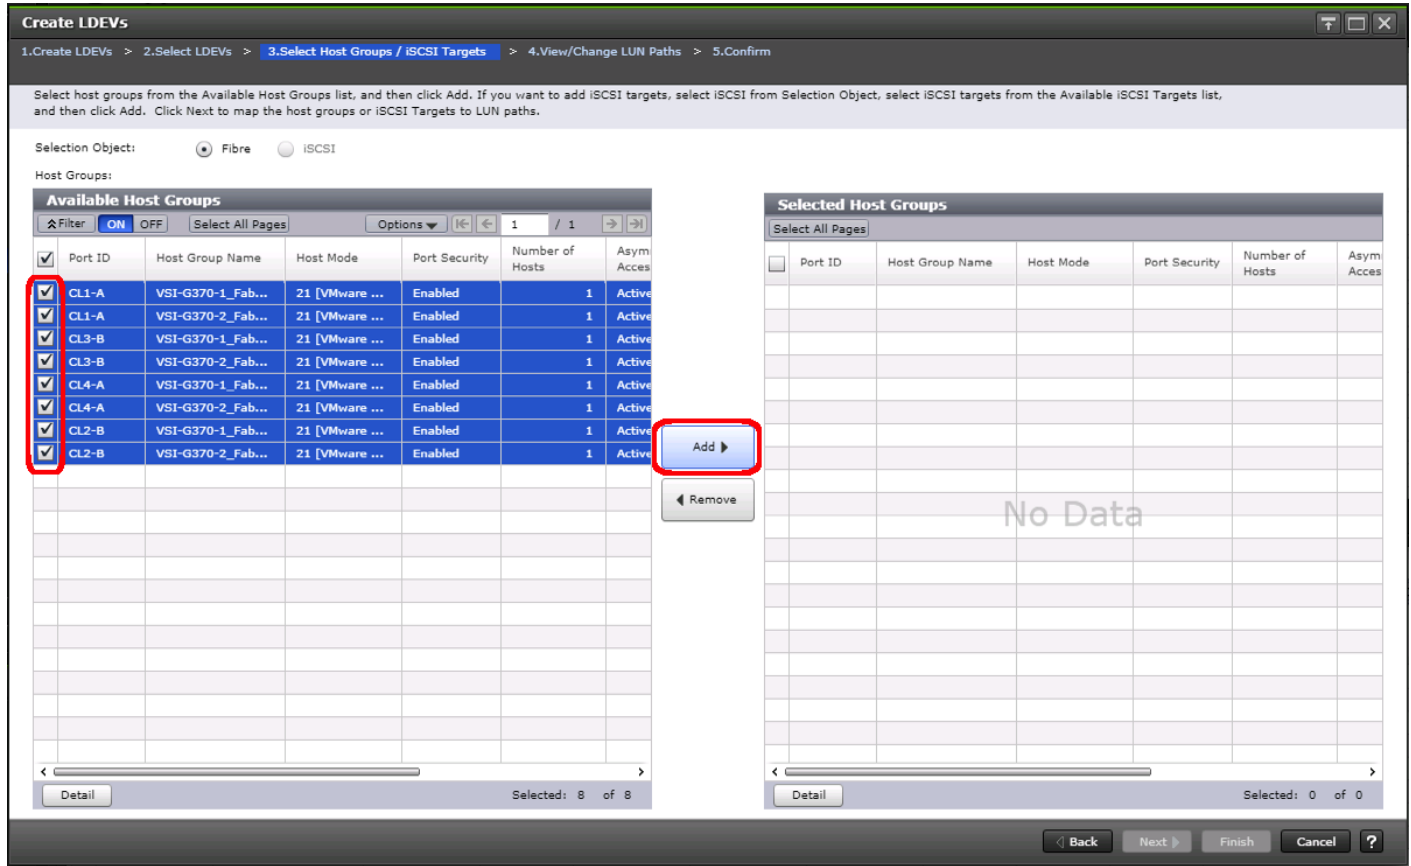 Create LDEVs
1.Create LDEVs > 2.Select LDEVs > 3.Select Host Groups / iSCSI Targets > 4.View/Change LUN Paths > 5.Confirm
Select host groups from the Available Host Groups list, and then click Add. If you want to add iSCSI targets, select iSCSI from Selection Object, select iSCSI targets from the Available iSCSI Targets list,
and then click Add. Click Next to map the host groups or iSCSI Targets to LUN paths.
Selection Object: Fibre iSCSI
Host Groups:
Available Host Groups
Filter ON OFF Select All Pages Options 1 / 1
Port ID Host Group Name Host Mode Port Security Number of Hosts Asym Acces
CL1-A VSI-G370-1_Fab... 21 [VMware ... Enabled 1 Active
CL1-A VSI-G370-2_Fab... 21 [VMware ... Enabled 1 Active
CL3-B VSI-G370-1_Fab... 21 [VMware ... Enabled 1 Active
CL3-B VSI-G370-2_Fab... 21 [VMware ... Enabled 1 Active
CL4-A VSI-G370-1_Fab... 21 [VMware ... Enabled 1 Active
CL4-A VSI-G370-2_Fab... 21 [VMware ... Enabled 1 Active
CL2-B VSI-G370-1_Fab... 21 [VMware ... Enabled 1 Active
CL2-B VSI-G370-2_Fab... 21 [VMware ... Enabled 1 Active
Detail Selected: 8 of 8
Add
Remove
Selected Host Groups
Select All Pages
Port ID Host Group Name Host Mode Port Security Number of Hosts Asym Acces
No Data
Detail Selected: 0 of 0
Back Next Finish Cancel ?